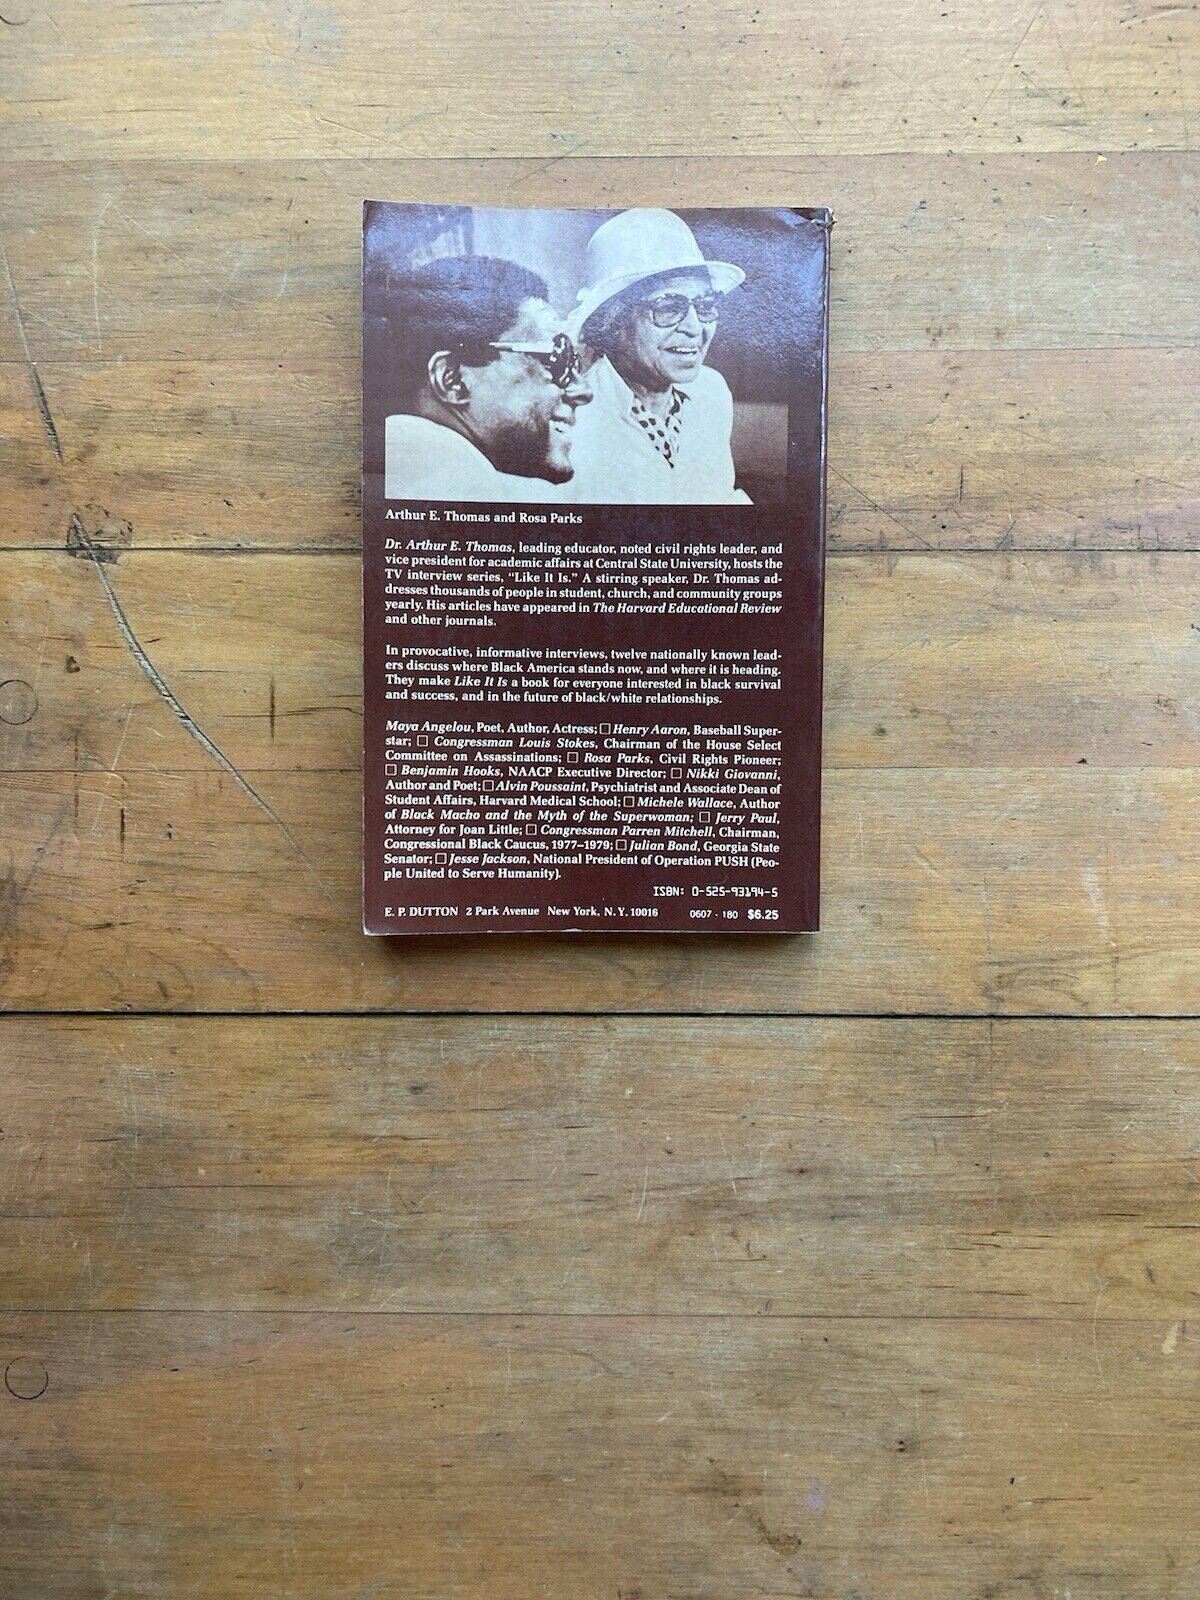 Arthur E. Thomas and Rosa Parks
Dr. Arthur E. Thomas, leading educator, noted civil rights leader, and
vice president for academic affairs at Central State University, hosts the
TV interview series, “Like It Is.” A stirring speaker, Dr. Thomas ad-
dresses thousands of people in student, church, and community groups
yearly. His articles have appeared in The Harvard Educational Review
and other journals.
In provocative, informative interviews, twelve nationally known lead-
ers discuss where Black America stands now, and where it is heading.
They make Like It Is a book for everyone interested in black survival
and success, and in the future of black/white relationships.
Maya Angelou, Poet, Author, Actress; □ Henry Aaron, Baseball Super-
star; □ Congressman Louis Stokes, Chairman of the House Select
Committee on Assassinations; □ Rosa Parks, Civil Rights Pioneer;
□ Benjamin Hooks, NAACP Executive Director; □ Nikki Giovanni,
Author and Poet; □ Alvin Poussaint, Psychiatrist and Associate Dean of
Student Affairs, Harvard Medical School; □ Michele Wallace, Author
of Black Macho and the Myth of the Superwoman; □ Jerry Paul,
Attorney for Joan Little; □ Congressman Parren Mitchell, Chairman,
Congressional Black Caucus, 1977–1979; □ Julian Bond, Georgia State
Senator; □ Jesse Jackson, National President of Operation PUSH (Peo-
ple United to Serve Humanity).
ISBN: 0-525-93194-5
E. P. DUTTON 2 Park Avenue New York, N. Y. 10016 0607 · 180 $6.25